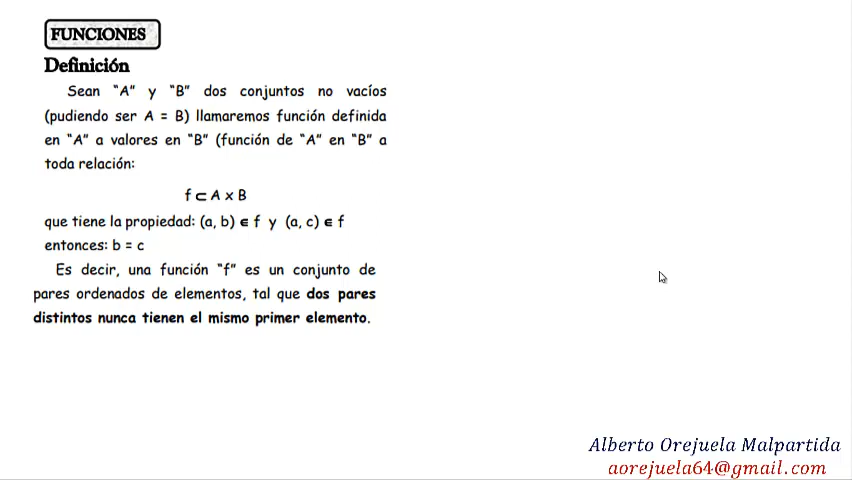 FUNCIONES
Definición
Sean "A" y "B" dos conjuntos no vacíos
(pudiendo ser A = B) llamaremos función definida
en "A" a valores en "B" (función de "A" en "B" a
toda relación:
f ⊂ A x B
que tiene la propiedad: (a, b) ∈ f y (a, c) ∈ f
entonces: b = c
Es decir, una función "f" es un conjunto de
pares ordenados de elementos, tal que dos pares
distintos nunca tienen el mismo primer elemento.
Alberto Orejuela Malpartida
aorejuela64@gmail.com